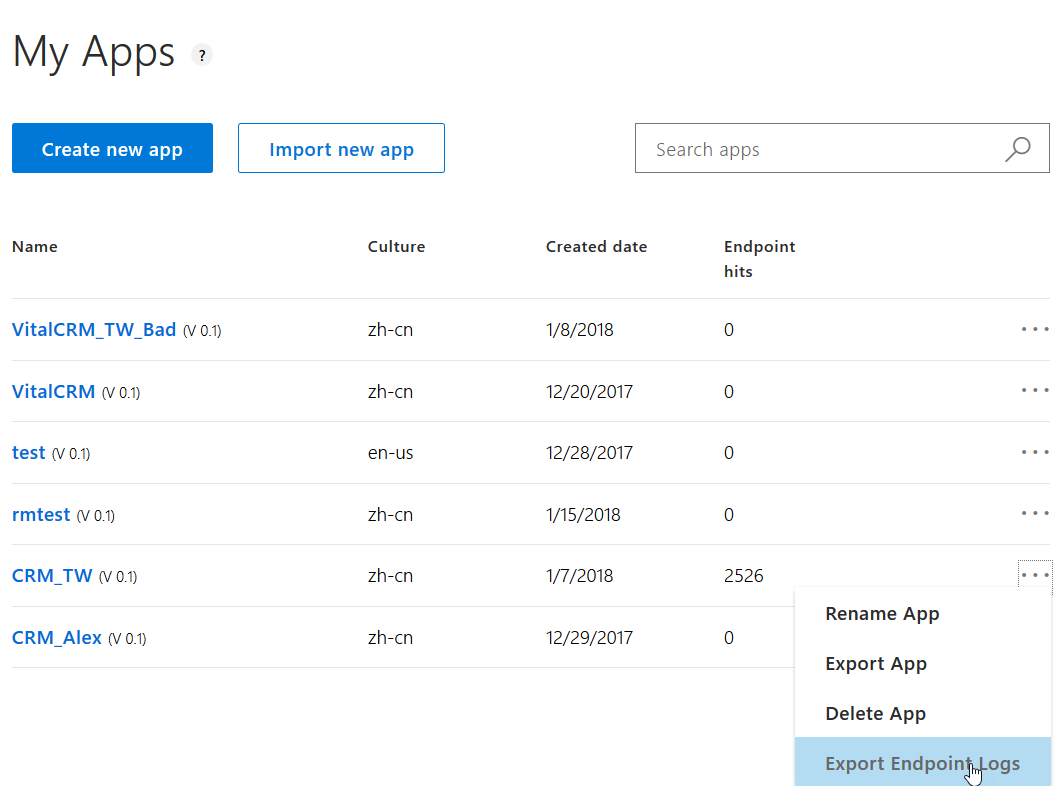 My Apps ?
Create new app
Import new app
Search apps
Name Culture Created date Endpoint
hits
VitalCRM_TW_Bad (V 0.1) zh-cn 1/8/2018 0 ...
VitalCRM (V 0.1) zh-cn 12/20/2017 0 ...
test (V 0.1) en-us 12/28/2017 0 ...
rmtest (V 0.1) zh-cn 1/15/2018 0 ...
CRM_TW (V 0.1) zh-cn 1/7/2018 2526 ...
CRM_Alex (V 0.1) zh-cn 12/29/2017 0
Rename App
Export App
Delete App
Export Endpoint Logs